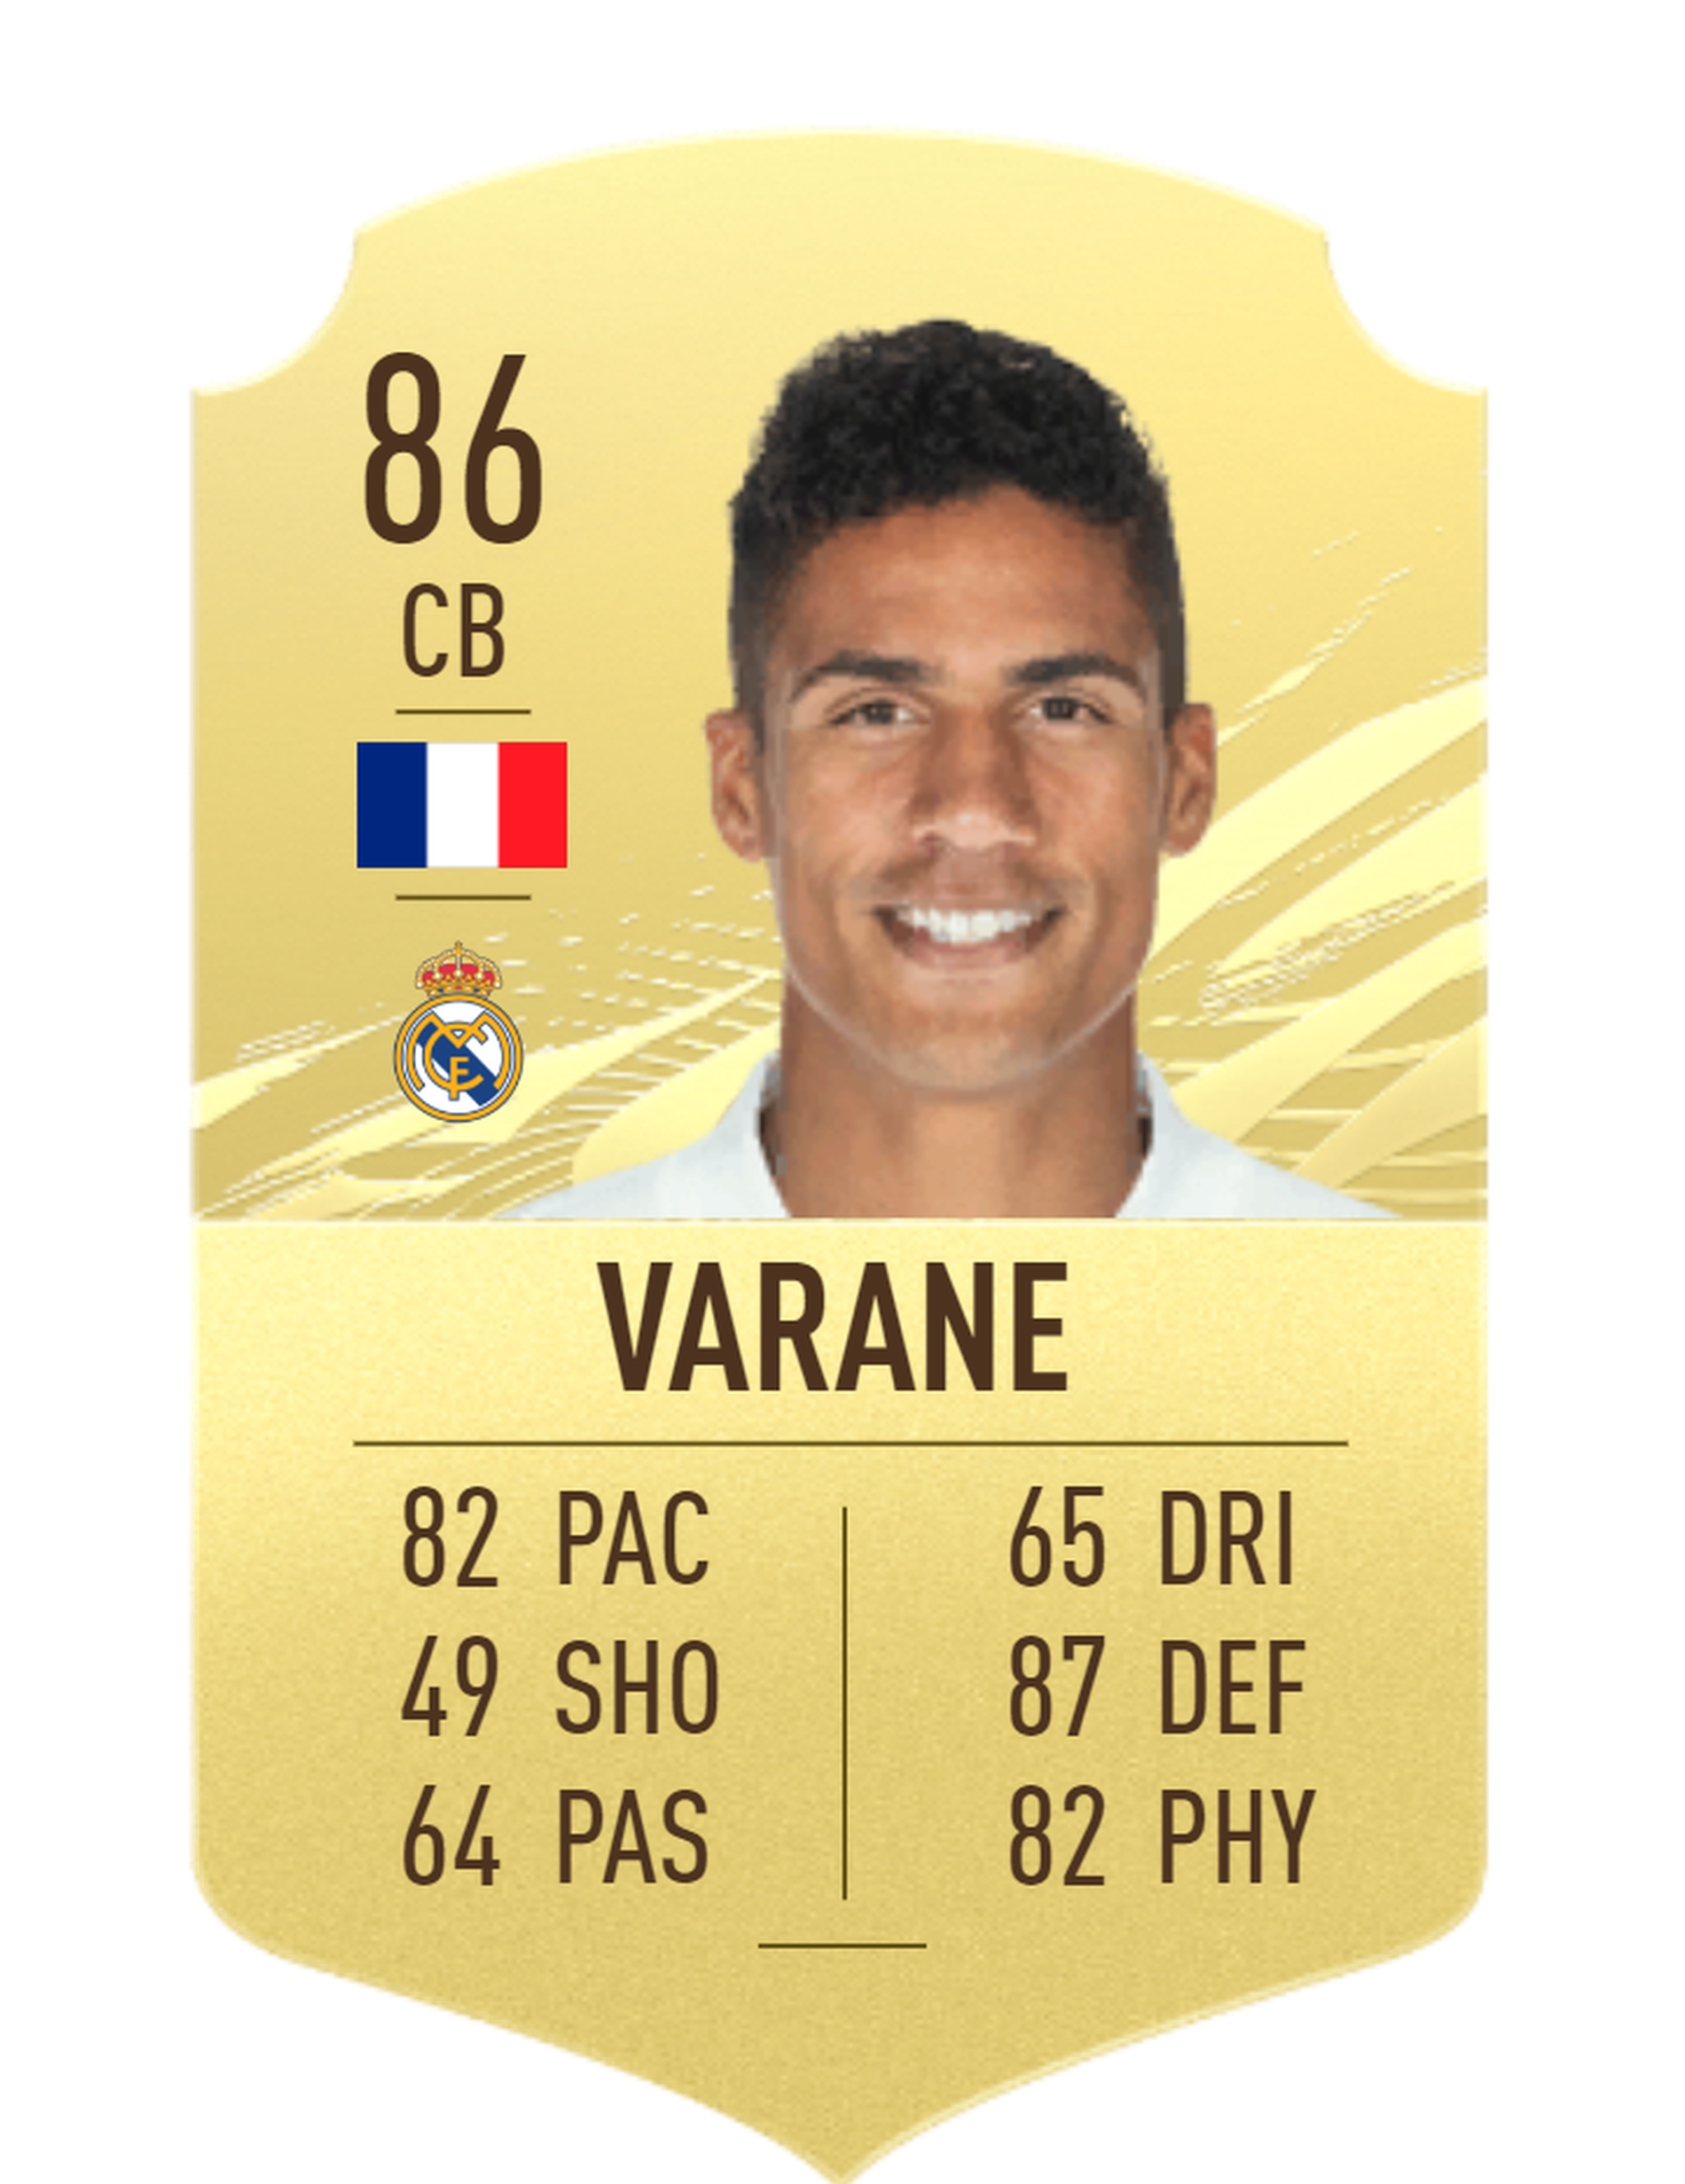 86
CB
VARANE
82 PAC
49 SHO
64 PAS
65 DRI
87 DEF
82 PHY